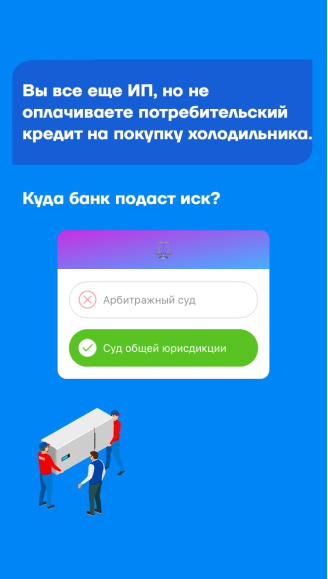 Вы все еще ИП, но не
оплачиваете потребительский
кредит на покупку холодильника.
Куда банк подаст иск?
Арбитражный суд
Суд общей юрисдикции